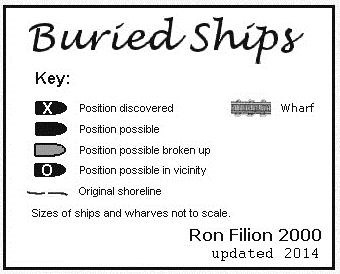 Buried Ships
Key:
X Position discovered
Wharf
Position possible
Position possible broken up
O Position possible in vicinity
Original shoreline
Sizes of ships and wharves not to scale.
Ron Filion 2000
updated 2014